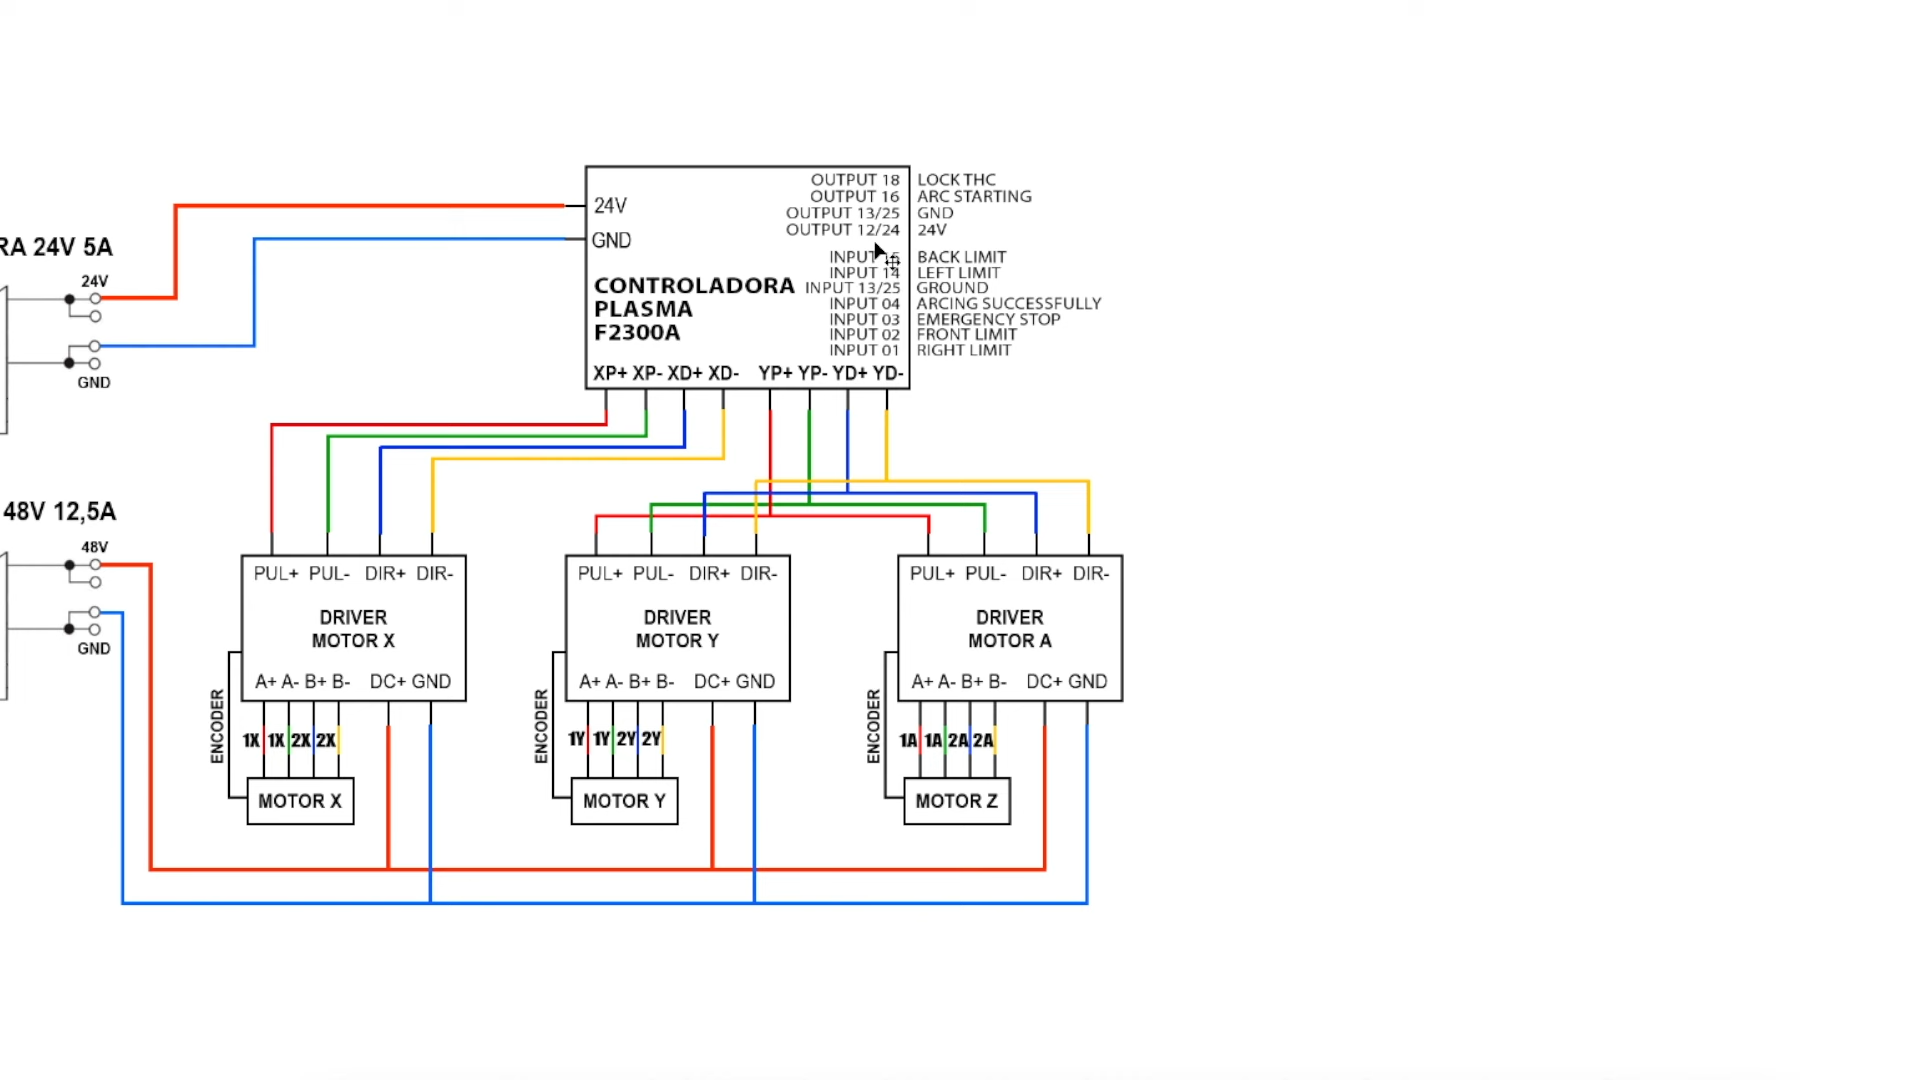 RA 24V 5A
24V
GND
48V 12,5A
48V
GND
24V
GND
CONTROLADORA
PLASMA
F2300A
OUTPUT 18 LOCK THC
OUTPUT 16 ARC STARTING
OUTPUT 13/25 GND
OUTPUT 12/24 24V
INPUT BACK LIMIT
INPUT 14 LEFT LIMIT
INPUT 13/25 GROUND
INPUT 04 ARCING SUCCESSFULLY
INPUT 03 EMERGENCY STOP
INPUT 02 FRONT LIMIT
INPUT 01 RIGHT LIMIT
XP+ XP- XD+ XD- YP+ YP- YD+ YD-
PUL+ PUL- DIR+ DIR-
DRIVER
MOTOR X
A+ A- B+ B- DC+ GND
ENCODER
1X 1X 2X 2X
MOTOR X
PUL+ PUL- DIR+ DIR-
DRIVER
MOTOR Y
A+ A- B+ B- DC+ GND
ENCODER
1Y 1Y 2Y 2Y
MOTOR Y
PUL+ PUL- DIR+ DIR-
DRIVER
MOTOR A
A+ A- B+ B- DC+ GND
ENCODER
1A 1A 2A 2A
MOTOR Z